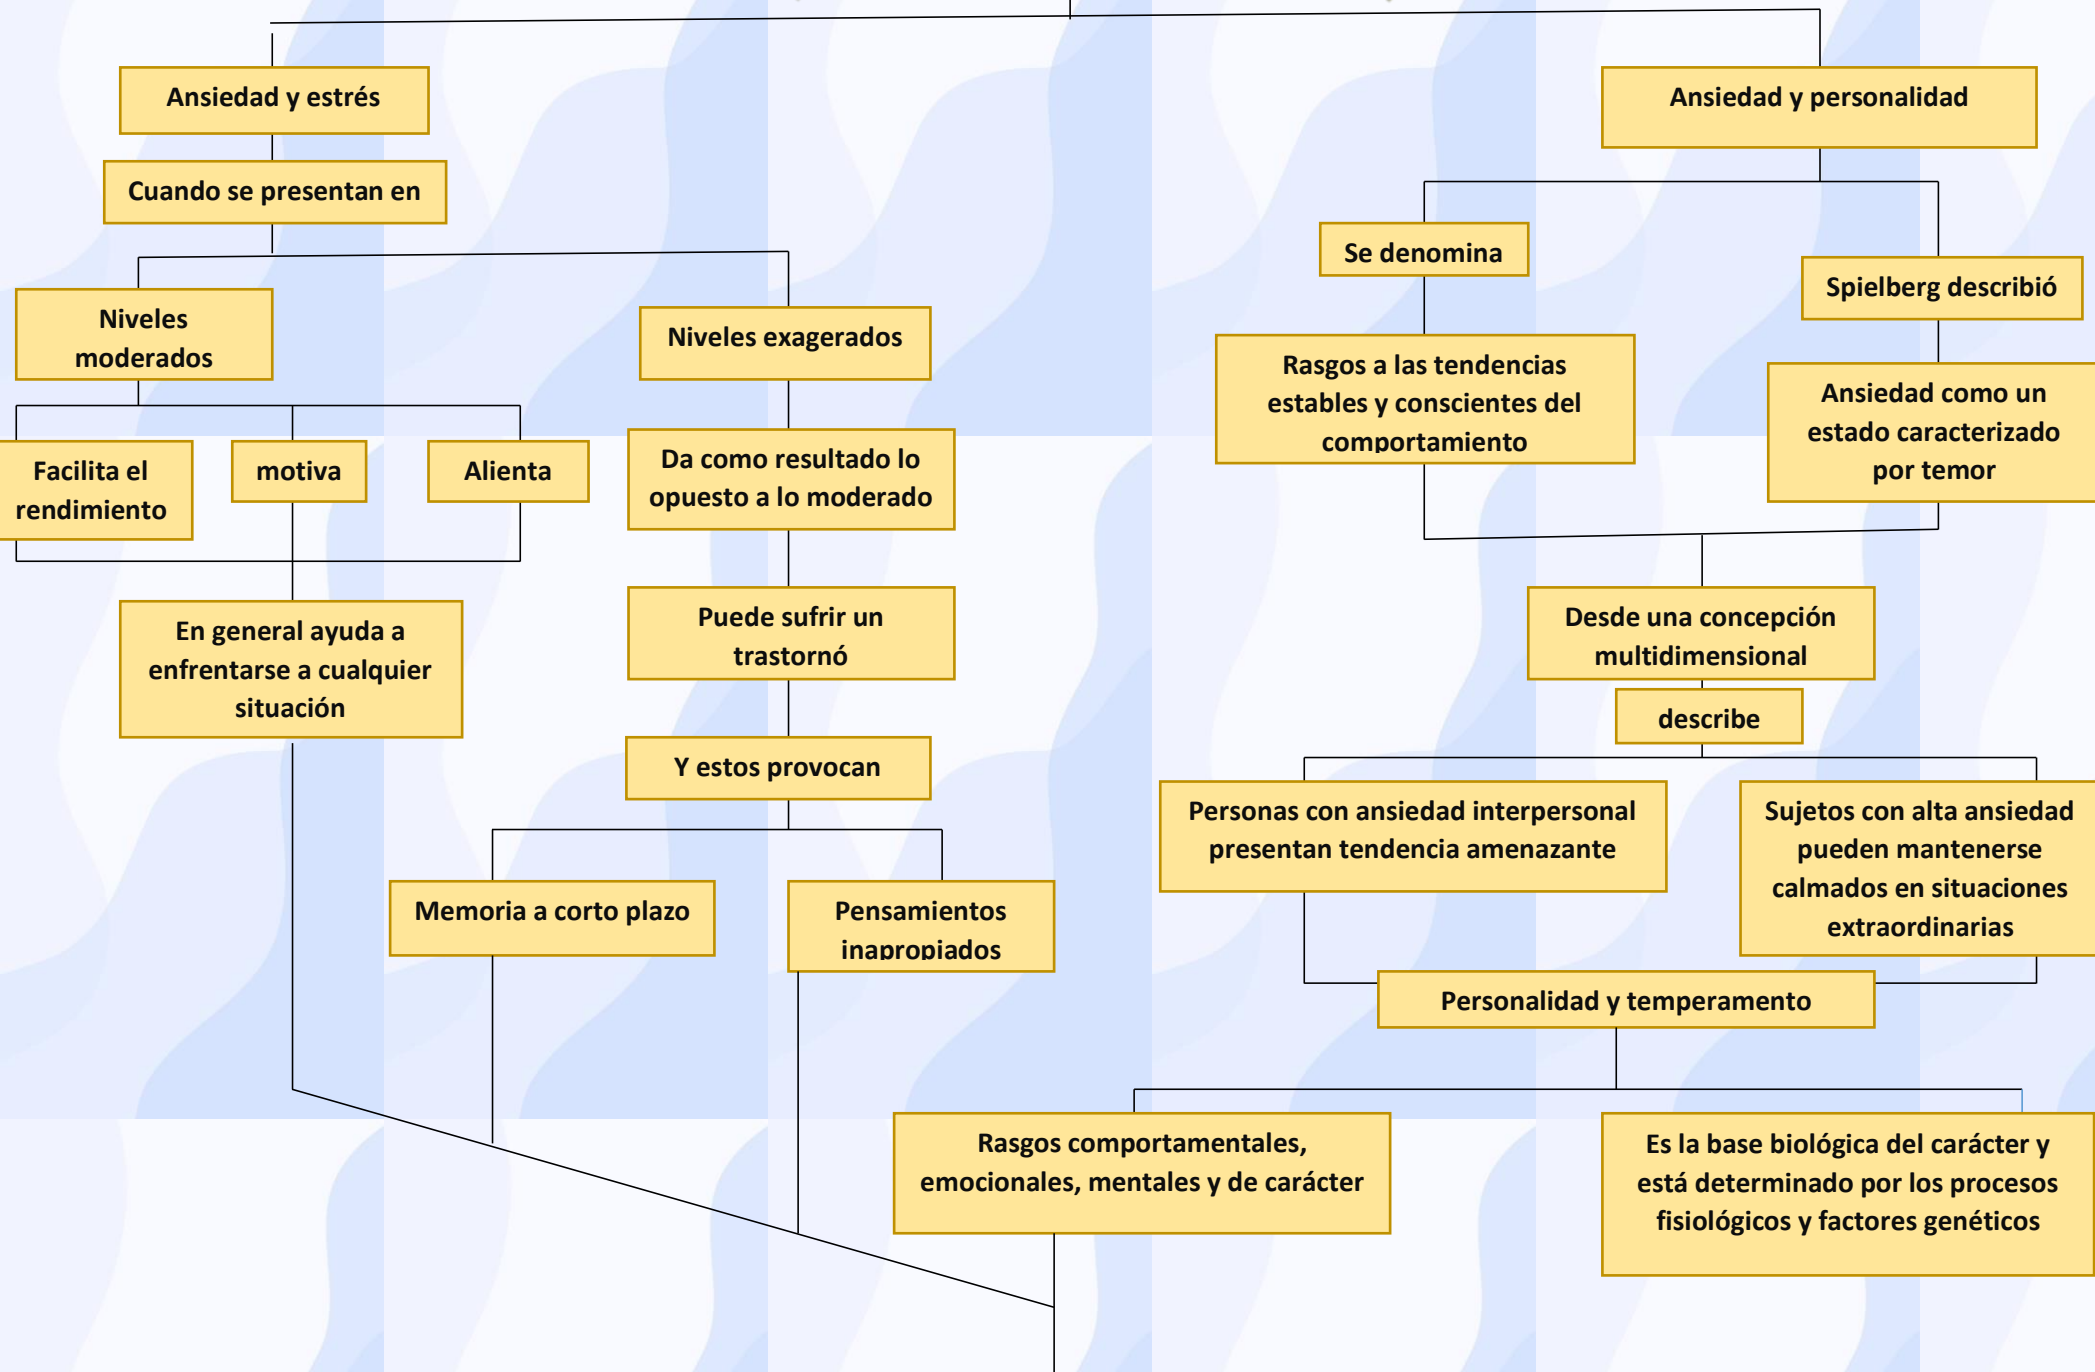 Ansiedad y estrés
Cuando se presentan en
Niveles
moderados
Facilita el
rendimiento
motiva
Alienta
En general ayuda a
enfrentarse a cualquier
situación
Niveles exagerados
Da como resultado lo
opuesto a lo moderado
Puede sufrir un
trastornó
Y estos provocan
Memoria a corto plazo
Pensamientos
inapropiados
Ansiedad y personalidad
Se denomina
Rasgos a las tendencias
estables y conscientes del
comportamiento
Spielberg describió
Ansiedad como un
estado caracterizado
por temor
Desde una concepción
multidimensional
describe
Personas con ansiedad interpersonal
presentan tendencia amenazante
Sujetos con alta ansiedad
pueden mantenerse
calmados en situaciones
extraordinarias
Personalidad y temperamento
Rasgos comportamentales,
emocionales, mentales y de carácter
Es la base biológica del carácter y
está determinado por los procesos
fisiológicos y factores genéticos